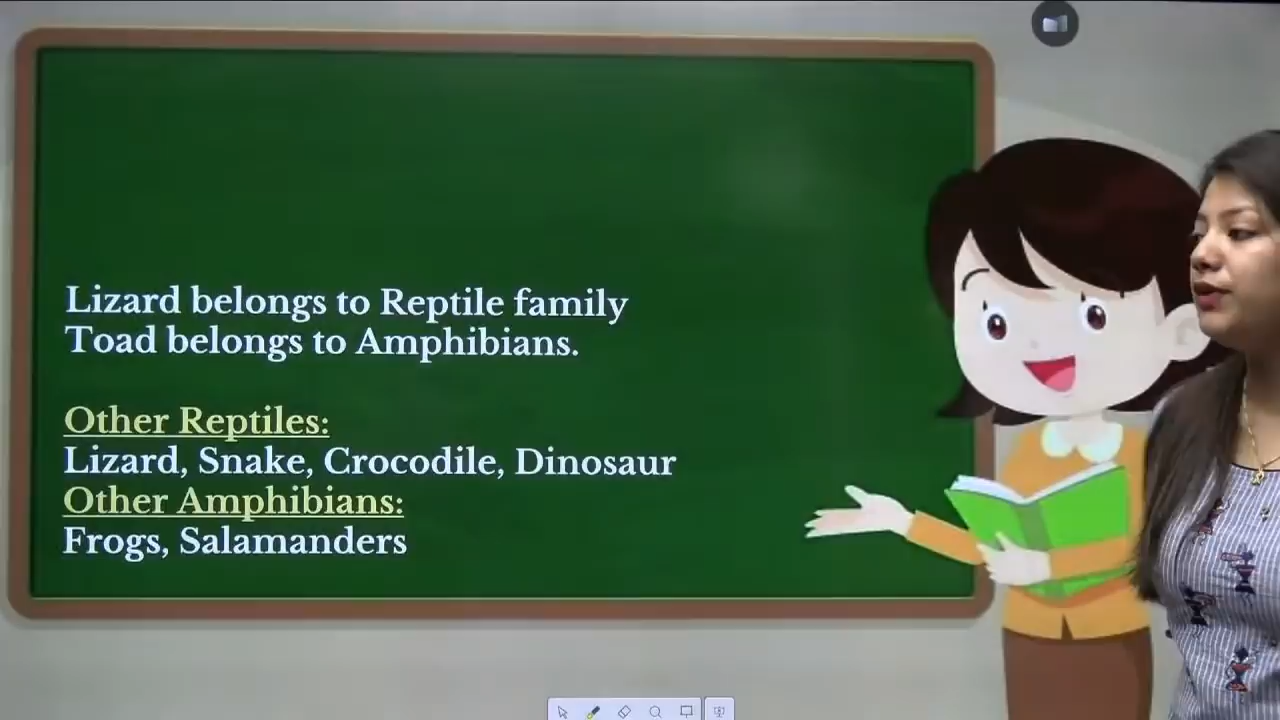 Lizard belongs to Reptile family
Toad belongs to Amphibians.
Other Reptiles:
Lizard, Snake, Crocodile, Dinosaur
Other Amphibians:
Frogs, Salamanders